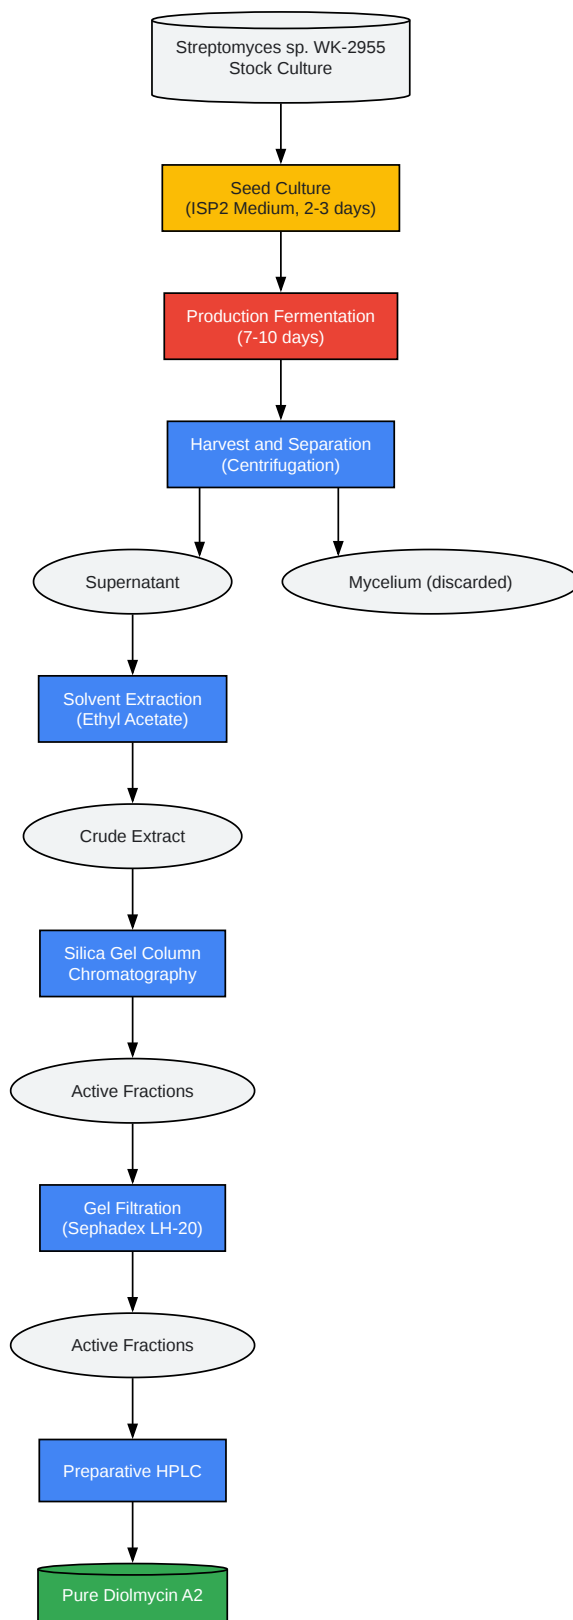 Streptomyces sp. WK-2955
Stock Culture
Seed Culture
(ISP2 Medium, 2-3 days)
Production Fermentation
(7-10 days)
Harvest and Separation
(Centrifugation)
Supernatant
Mycelium (discarded)
Solvent Extraction
(Ethyl Acetate)
Crude Extract
Silica Gel Column
Chromatography
Active Fractions
Gel Filtration
(Sephadex LH-20)
Active Fractions
Preparative HPLC
Pure Diolmycin A2